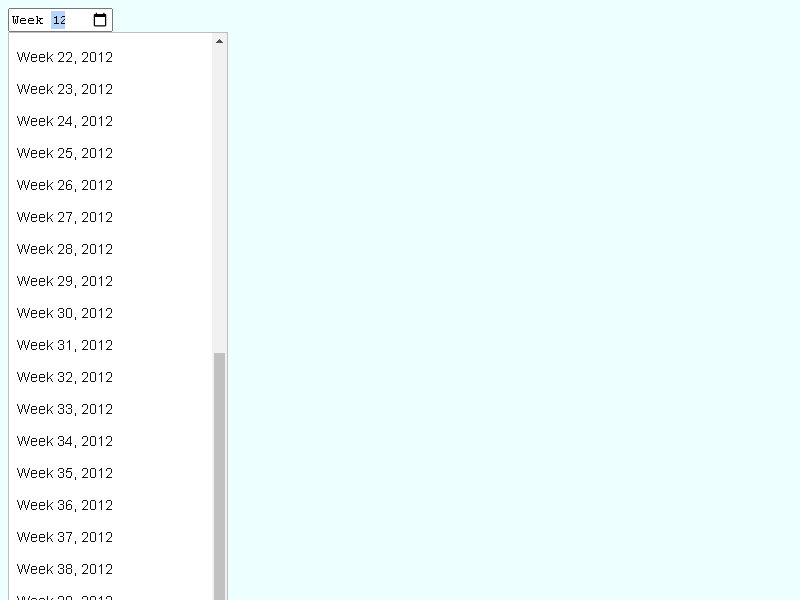 Week 12
Week 22, 2012
Week 23, 2012
Week 24, 2012
Week 25, 2012
Week 26, 2012
Week 27, 2012
Week 28, 2012
Week 29, 2012
Week 30, 2012
Week 31, 2012
Week 32, 2012
Week 33, 2012
Week 34, 2012
Week 35, 2012
Week 36, 2012
Week 37, 2012
Week 38, 2012